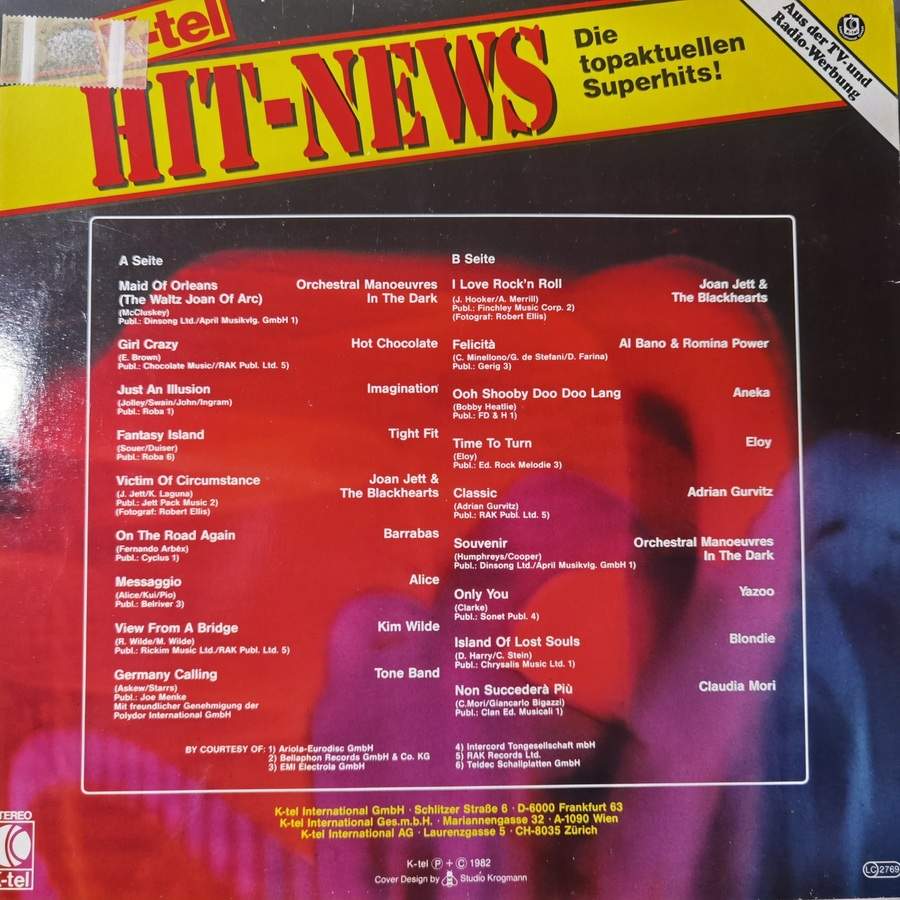 K-tel
HIT-NEWS
Die
topaktuellen
Superhits!
Aus der TV- und
Radio-Werbung
A Seite
Maid Of Orleans Orchestral Manoeuvres
(The Waltz Joan Of Arc) In The Dark
(McCluskey)
Publ.: Dinsong Ltd./April Musikvlg. GmbH 1)
Girl Crazy Hot Chocolate
(E. Brown)
Publ.: Chocolate Music//RAK Publ. Ltd. 5)
Just An Illusion Imagination
(Jolley/Swain/John/Ingram)
Publ.: Roba 1)
Fantasy Island Tight Fit
(Souer/Duiser)
Publ.: Roba 6)
Victim Of Circumstance Joan Jett &
(J. Jett/K. Laguna) The Blackhearts
Publ.: Jett Pack Music 2)
(Fotograf: Robert Ellis)
On The Road Again Barrabas
(Fernando Arbéx)
Publ.: Cyclus 1)
Messaggio Alice
(Alice/Kui/Pio)
Publ.: Belriver 3)
View From A Bridge Kim Wilde
(R. Wilde/M. Wilde)
Publ.: Rickim Music Ltd./RAK Publ. Ltd. 5)
Germany Calling Tone Band
(Askew/Starrs)
Publ.: Joe Menke
Mit freundlicher Genehmigung der
Polydor International GmbH
B Seite
I Love Rock'n Roll Joan Jett &
(J. Hooker/A. Merrill) The Blackhearts
Publ.: Finchley Music Corp. 2)
(Fotograf: Robert Ellis)
Felicità Al Bano & Romina Power
(C. Minellono/G. de Stefani/D. Farina)
Publ.: Gerig 3)
Ooh Shooby Doo Doo Lang Aneka
(Bobby Heatlie)
Publ.: FD & H 1)
Time To Turn Eloy
(Eloy)
Publ.: Ed. Rock Melodie 3)
Classic Adrian Gurvitz
(Adrian Gurvitz)
Publ.: RAK Publ. Ltd. 5)
Souvenir Orchestral Manoeuvres
(Humphreys/Cooper) In The Dark
Publ.: Dinsong Ltd./April Musikvlg. GmbH 1)
Only You Yazoo
(Clarke)
Publ.: Sonet Publ. 4)
Island Of Lost Souls Blondie
(D. Harry/C. Stein)
Publ.: Chrysalis Music Ltd. 1)
Non Succederà Più Claudia Mori
(C.Mori/Giancarlo Bigazzi)
Publ.: Clan Ed. Musicali 1)
BY COURTESY OF: 1) Ariola-Eurodisc GmbH
2) Bellaphon Records GmbH & Co. KG
3) EMI Electrola GmbH
4) Intercord Tongesellschaft mbH
5) RAK Records Ltd.
6) Teldec Schallplatten GmbH
K-tel International GmbH · Schlitzer Straße 6 · D-6000 Frankfurt 63
K-tel International Ges.m.b.H. · Mariannengasse 32 · A-1090 Wien
K-tel International AG · Laurenzgasse 5 · CH-8035 Zürich
K-tel Ⓟ + Ⓒ 1982
Cover Design by Studio Krogmann
STEREO
K-tel
LC 2769